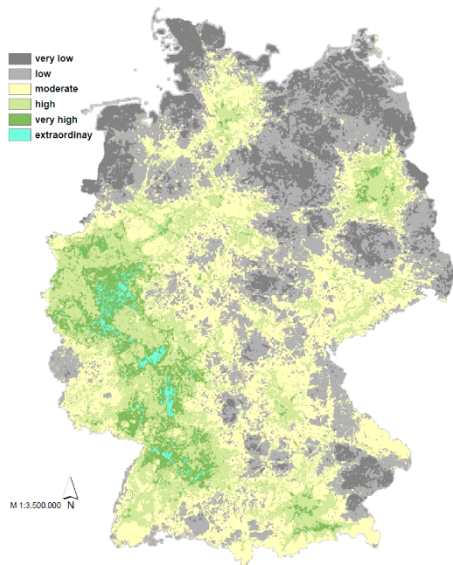 very low
low
moderate
high
very high
extraordinay
M 1:3.500.000 N